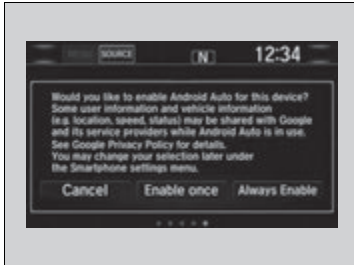 SOURCE
N
12:34
Would you like to enable Android Auto for this device?
Some user information and vehicle information
(e.g. location, speed, status) may be shared with Google
and its service providers while Android Auto is in use.
See Google Privacy Policy for details.
You may change your selection later under
the Smartphone settings menu.
Cancel Enable once Always Enable